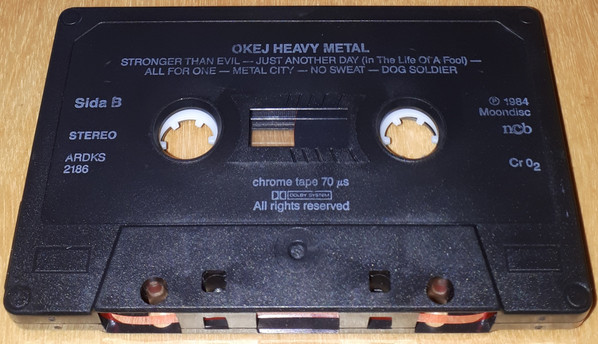 OKEJ HEAVY METAL
STRONGER THAN EVIL — JUST ANOTHER DAY (in The Life Of A Fool) —
ALL FOR ONE — METAL CITY — NO SWEAT — DOG SOLDIER
Sida B
STEREO
ARDKS
2186
℗ 1984
Moondisc
ncb
Cr O₂
chrome tape 70 µs
DOLBY SYSTEM
All rights reserved